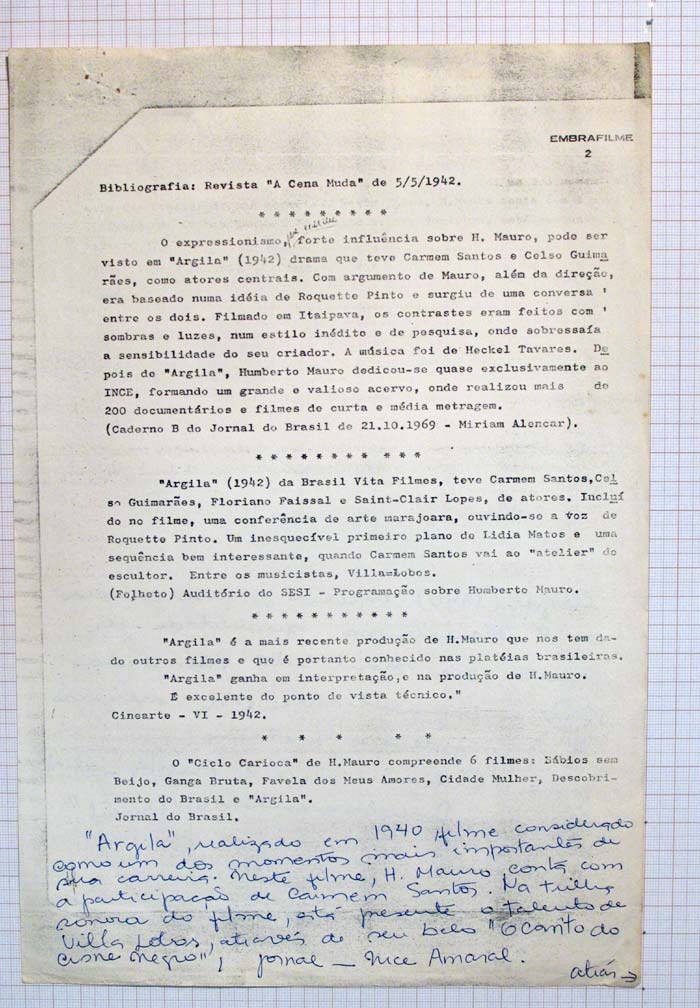 EMBRAFILME
2
Bibliografia: Revista "A Cena Muda" de 5/5/1942.
* * * * * * * * *
O expressionismo, forte influência sobre H. Mauro, pode ser
visto em "Argila" (1942) drama que teve Carmem Santos e Celso Guima
rães, como atores centrais. Com argumento de Mauro, além da direção,
era baseado numa idéia de Roquette Pinto e surgiu de uma conversa '
entre os dois. Filmado em Itaipava, os contrastes eram feitos com '
sombras e luzes, num estilo inédito e de pesquisa, onde sobressaía
a sensibilidade do seu criador. A música foi de Heckel Tavares. De
pois de "Argila", Humberto Mauro dedicou-se quase exclusivamente ao
INCE, formando um grande e valioso acervo, onde realizou mais de
200 documentários e filmes de curta e média metragem.
(Caderno B do Jornal do Brasil de 21.10.1969 - Miriam Alencar).
* * * * * * * * * * *
"Argila" (1942) da Brasil Vita Filmes, teve Carmem Santos,Cel
so Guimarães, Floriano Faissal e Saint-Clair Lopes, de atores. Incluí
do no filme, uma conferência de arte marajoara, ouvindo-se a voz de
Roquette Pinto. Um inesquecível primeiro plano de Lidia Matos e uma
sequência bem interessante, quando Carmem Santos vai ao "atelier" do
escultor. Entre os musicistas, Villa-Lobos.
(Folheto) Auditório do SESI - Programação sobre Humberto Mauro.
* * * * * * * * * * *
"Argila" é a mais recente produção de H.Mauro que nos tem da-
do outros filmes e que é portanto conhecido nas platéias brasileiras.
"Argila" ganha em interpretação,e na produção de H.Mauro.
É excelente do ponto de vista técnico."
Cinearte - VI - 1942.
* * * * *
O "Ciclo Carioca" de H.Mauro compreende 6 filmes: Lábios sem
Beijo, Ganga Bruta, Favela dos Meus Amores, Cidade Mulher, Descobri-
mento do Brasil e "Argila".
Jornal do Brasil.
"Argila", realizado em 1940, filme considerado
como um dos momentos mais importantes de
sua carreira. Neste filme, H. Mauro conta com
a participação de Carmem Santos. Na trilha
sonora do filme, está presente o talento de
Villa Lobos, através de seu belo "O canto do
cisne negro", jornal - Nice Amaral.
atrás →